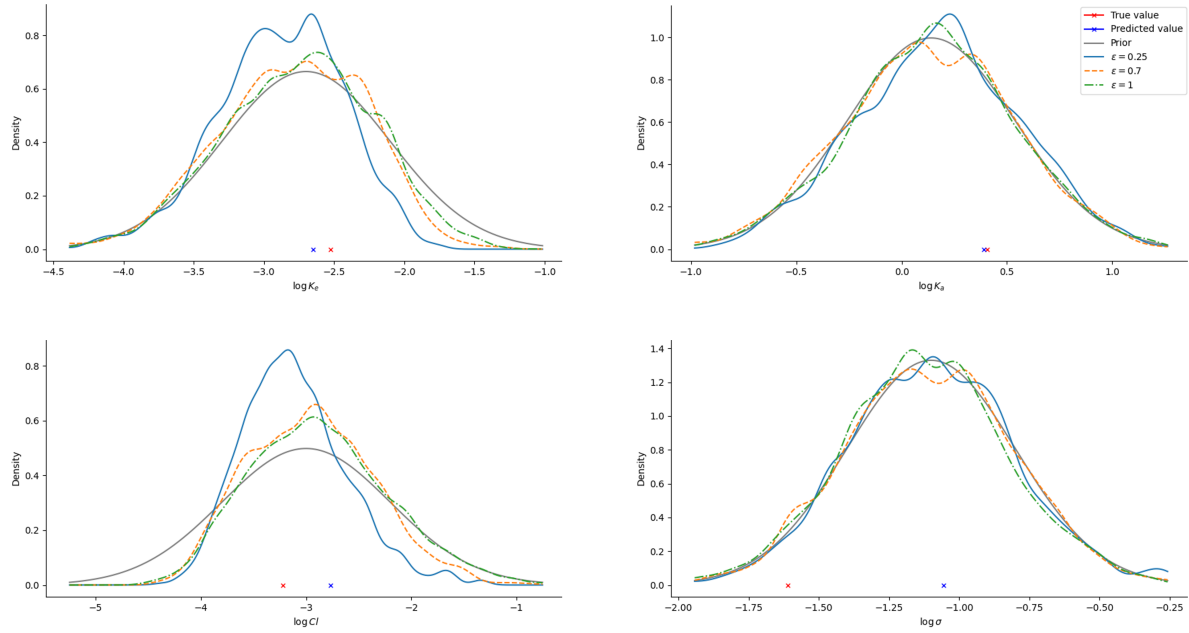 0.8
0.6
0.4
0.2
0.0
Density
−4.5 −4.0 −3.5 −3.0 −2.5 −2.0 −1.5 −1.0
log K_e
1.0
0.8
0.6
0.4
0.2
0.0
Density
−1.0 −0.5 0.0 0.5 1.0
log K_a
True value
Predicted value
Prior
ε = 0.25
ε = 0.7
ε = 1
0.8
0.6
0.4
0.2
0.0
Density
−5 −4 −3 −2 −1
log Cl
1.4
1.2
1.0
0.8
0.6
0.4
0.2
0.0
Density
−2.00 −1.75 −1.50 −1.25 −1.00 −0.75 −0.50 −0.25
log σ